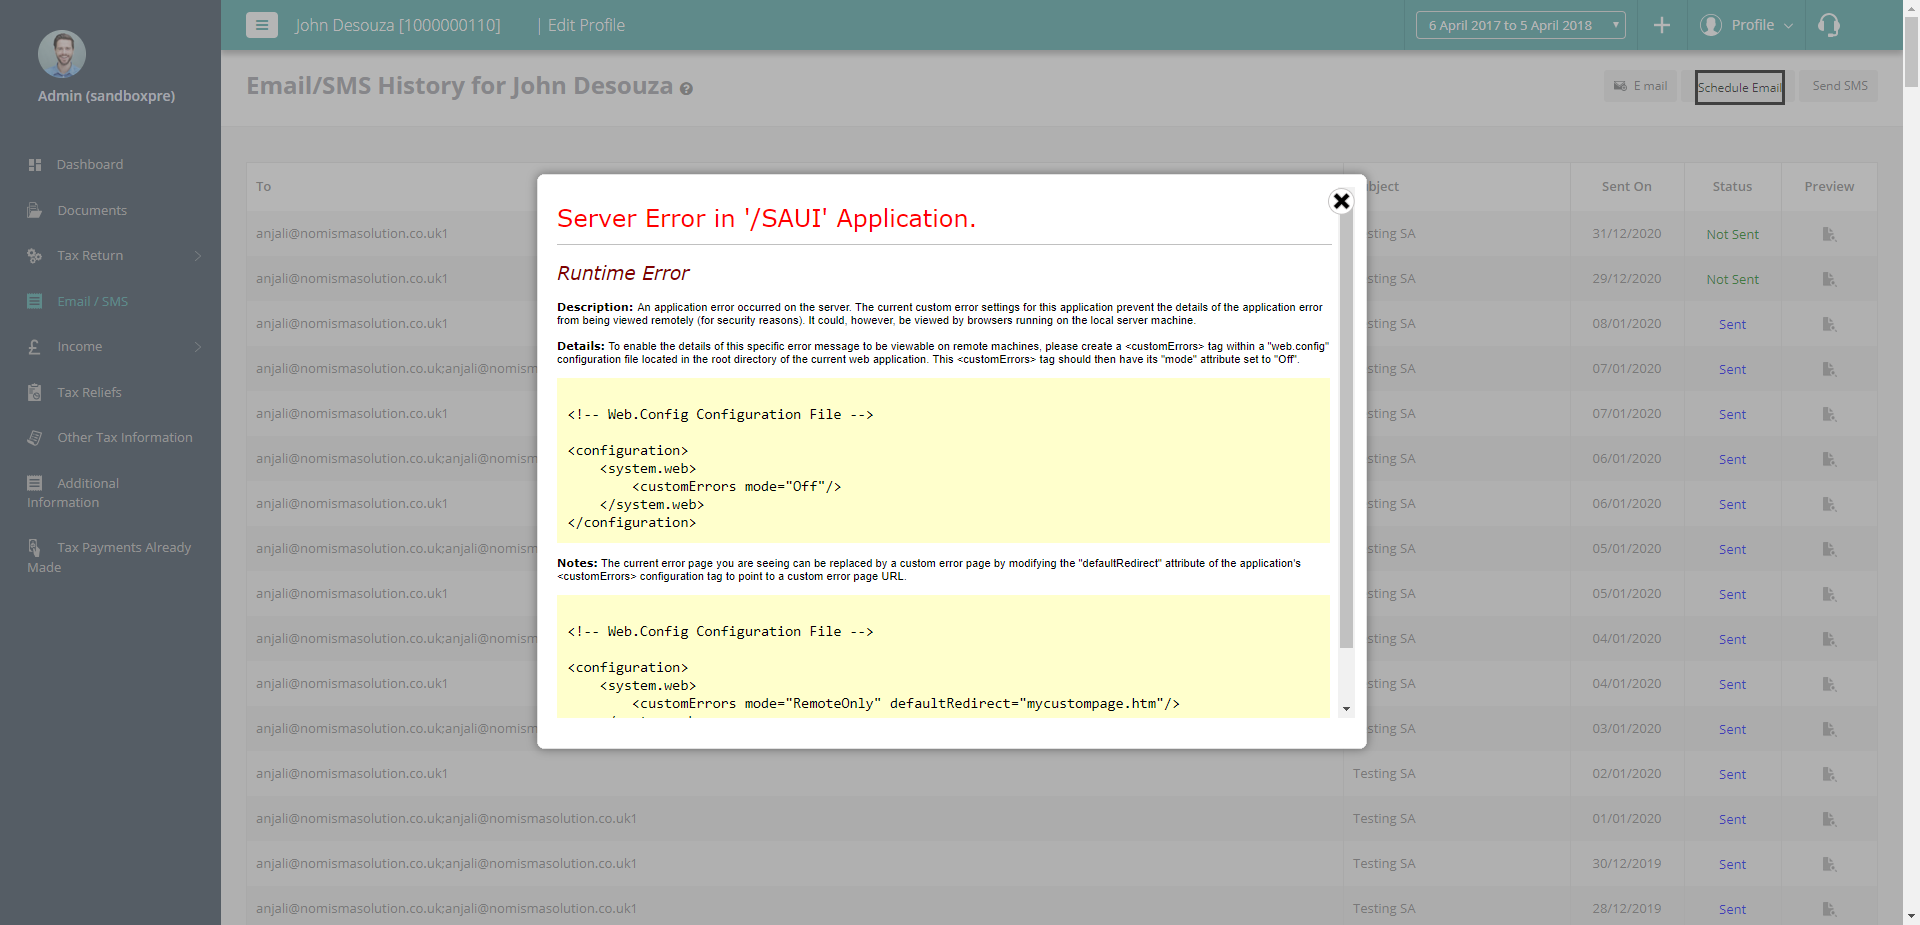 John Desouza [1000000110]
| Edit Profile
6 April 2017 to 5 April 2018
Profile
Admin (sandboxpre)
Dashboard
Documents
Tax Return
Email / SMS
Income
Tax Reliefs
Other Tax Information
Additional
Information
Tax Payments Already
Made
Email/SMS History for John Desouza
E mail
Schedule Email
Send SMS
To bject Sent On Status Preview
anjali@nomismasolution.co.uk1 sting SA 31/12/2020 Not Sent
anjali@nomismasolution.co.uk1 sting SA 29/12/2020 Not Sent
anjali@nomismasolution.co.uk1 sting SA 08/01/2020 Sent
anjali@nomismasolution.co.uk;anjali@nomism sting SA 07/01/2020 Sent
anjali@nomismasolution.co.uk1 sting SA 07/01/2020 Sent
anjali@nomismasolution.co.uk;anjali@nomism sting SA 06/01/2020 Sent
anjali@nomismasolution.co.uk1 sting SA 06/01/2020 Sent
anjali@nomismasolution.co.uk;anjali@nomism sting SA 05/01/2020 Sent
anjali@nomismasolution.co.uk1 sting SA 05/01/2020 Sent
anjali@nomismasolution.co.uk;anjali@nomism sting SA 04/01/2020 Sent
anjali@nomismasolution.co.uk1 sting SA 04/01/2020 Sent
anjali@nomismasolution.co.uk;anjali@nomism sting SA 03/01/2020 Sent
anjali@nomismasolution.co.uk1 Testing SA 02/01/2020 Sent
anjali@nomismasolution.co.uk;anjali@nomismasolution.co.uk1 Testing SA 01/01/2020 Sent
anjali@nomismasolution.co.uk;anjali@nomismasolution.co.uk1 Testing SA 30/12/2019 Sent
anjali@nomismasolution.co.uk;anjali@nomismasolution.co.uk1 Testing SA 28/12/2019 Sent
Server Error in '/SAUI' Application.
Runtime Error
Description: An application error occurred on the server. The current custom error settings for this application prevent the details of the application error
from being viewed remotely (for security reasons). It could, however, be viewed by browsers running on the local server machine.
Details: To enable the details of this specific error message to be viewable on remote machines, please create a <customErrors> tag within a "web.config"
configuration file located in the root directory of the current web application. This <customErrors> tag should then have its "mode" attribute set to "Off".
<!-- Web.Config Configuration File -->
<configuration>
<system.web>
<customErrors mode="Off"/>
</system.web>
</configuration>
Notes: The current error page you are seeing can be replaced by a custom error page by modifying the "defaultRedirect" attribute of the application's
<customErrors> configuration tag to point to a custom error page URL.
<!-- Web.Config Configuration File -->
<configuration>
<system.web>
<customErrors mode="RemoteOnly" defaultRedirect="mycustompage.htm"/>